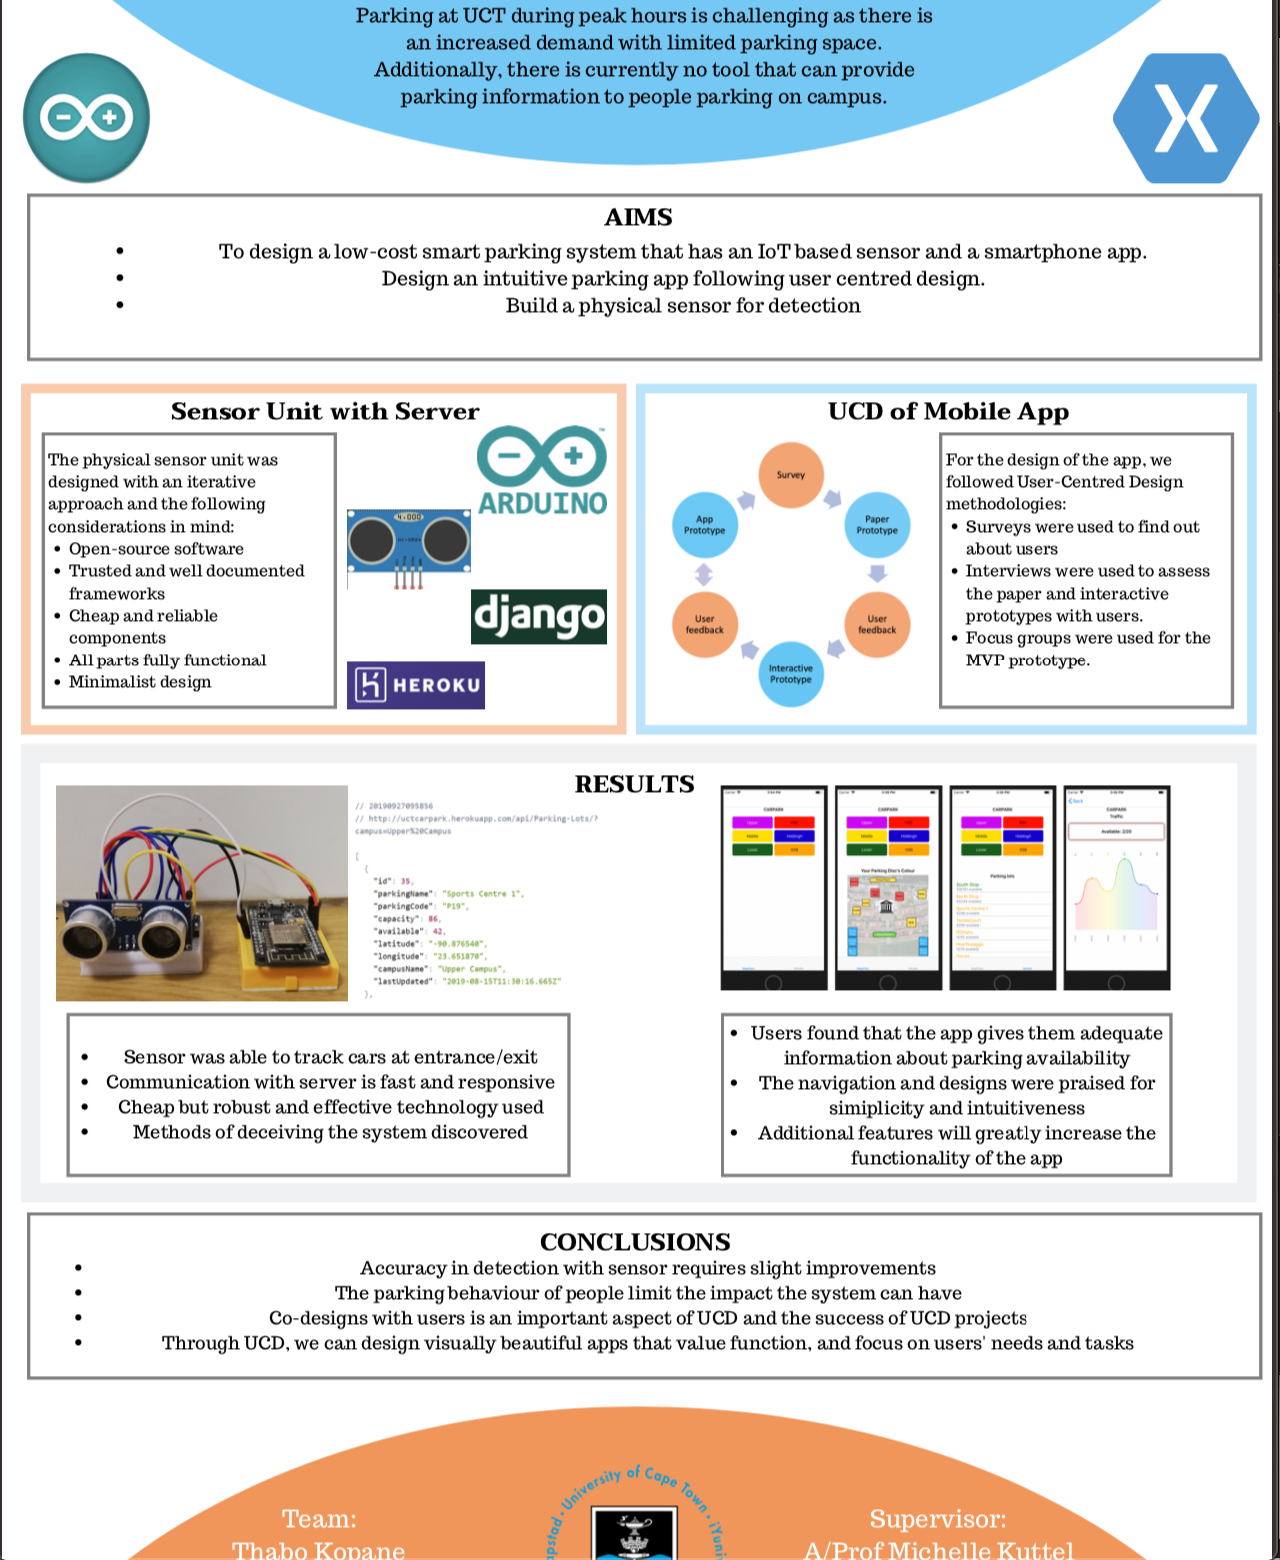 Parking at UCT during peak hours is challenging as there is
an increased demand with limited parking space.
Additionally, there is currently no tool that can provide
parking information to people parking on campus.
AIMS
• To design a low-cost smart parking system that has an IoT based sensor and a smartphone app.
• Design an intuitive parking app following user centred design.
• Build a physical sensor for detection
Sensor Unit with Server
The physical sensor unit was
designed with an iterative
approach and the following
considerations in mind:
• Open-source software
• Trusted and well documented
frameworks
• Cheap and reliable
components
• All parts fully functional
• Minimalist design
ARDUINO
django
HEROKU
UCD of Mobile App
Survey
Paper
Prototype
User
feedback
Interactive
Prototype
User
feedback
App
Prototype
For the design of the app, we
followed User-Centred Design
methodologies:
• Surveys were used to find out
about users
• Interviews were used to assess
the paper and interactive
prototypes with users.
• Focus groups were used for the
MVP prototype.
RESULTS
// 20190927095856
// http://uctcarpark.herokuapp.com/api/Parking-Lots/?
campus=Upper%20Campus
[
{
"id": 35,
"parkingName": "Sports Centre 1",
"parkingCode": "P19",
"capacity": 86,
"available": 42,
"latitude": "-90.876540",
"longitude": "23.651870",
"campusName": "Upper Campus",
"lastUpdated": "2019-08-15T11:30:16.665Z"
},
CARPARK
CARPARK
Your Parking Disc's Colour
CARPARK
Parking lots
CARPARK
Traffic
Available: 2/20
• Sensor was able to track cars at entrance/exit
• Communication with server is fast and responsive
• Cheap but robust and effective technology used
• Methods of deceiving the system discovered
• Users found that the app gives them adequate
information about parking availability
• The navigation and designs were praised for
simiplicity and intuitiveness
• Additional features will greatly increase the
functionality of the app
CONCLUSIONS
• Accuracy in detection with sensor requires slight improvements
• The parking behaviour of people limit the impact the system can have
• Co-designs with users is an important aspect of UCD and the success of UCD projects
• Through UCD, we can design visually beautiful apps that value function, and focus on users' needs and tasks
Team:
Thabo Kopane
University of Cape Town
Supervisor:
A/Prof Michelle Kuttel